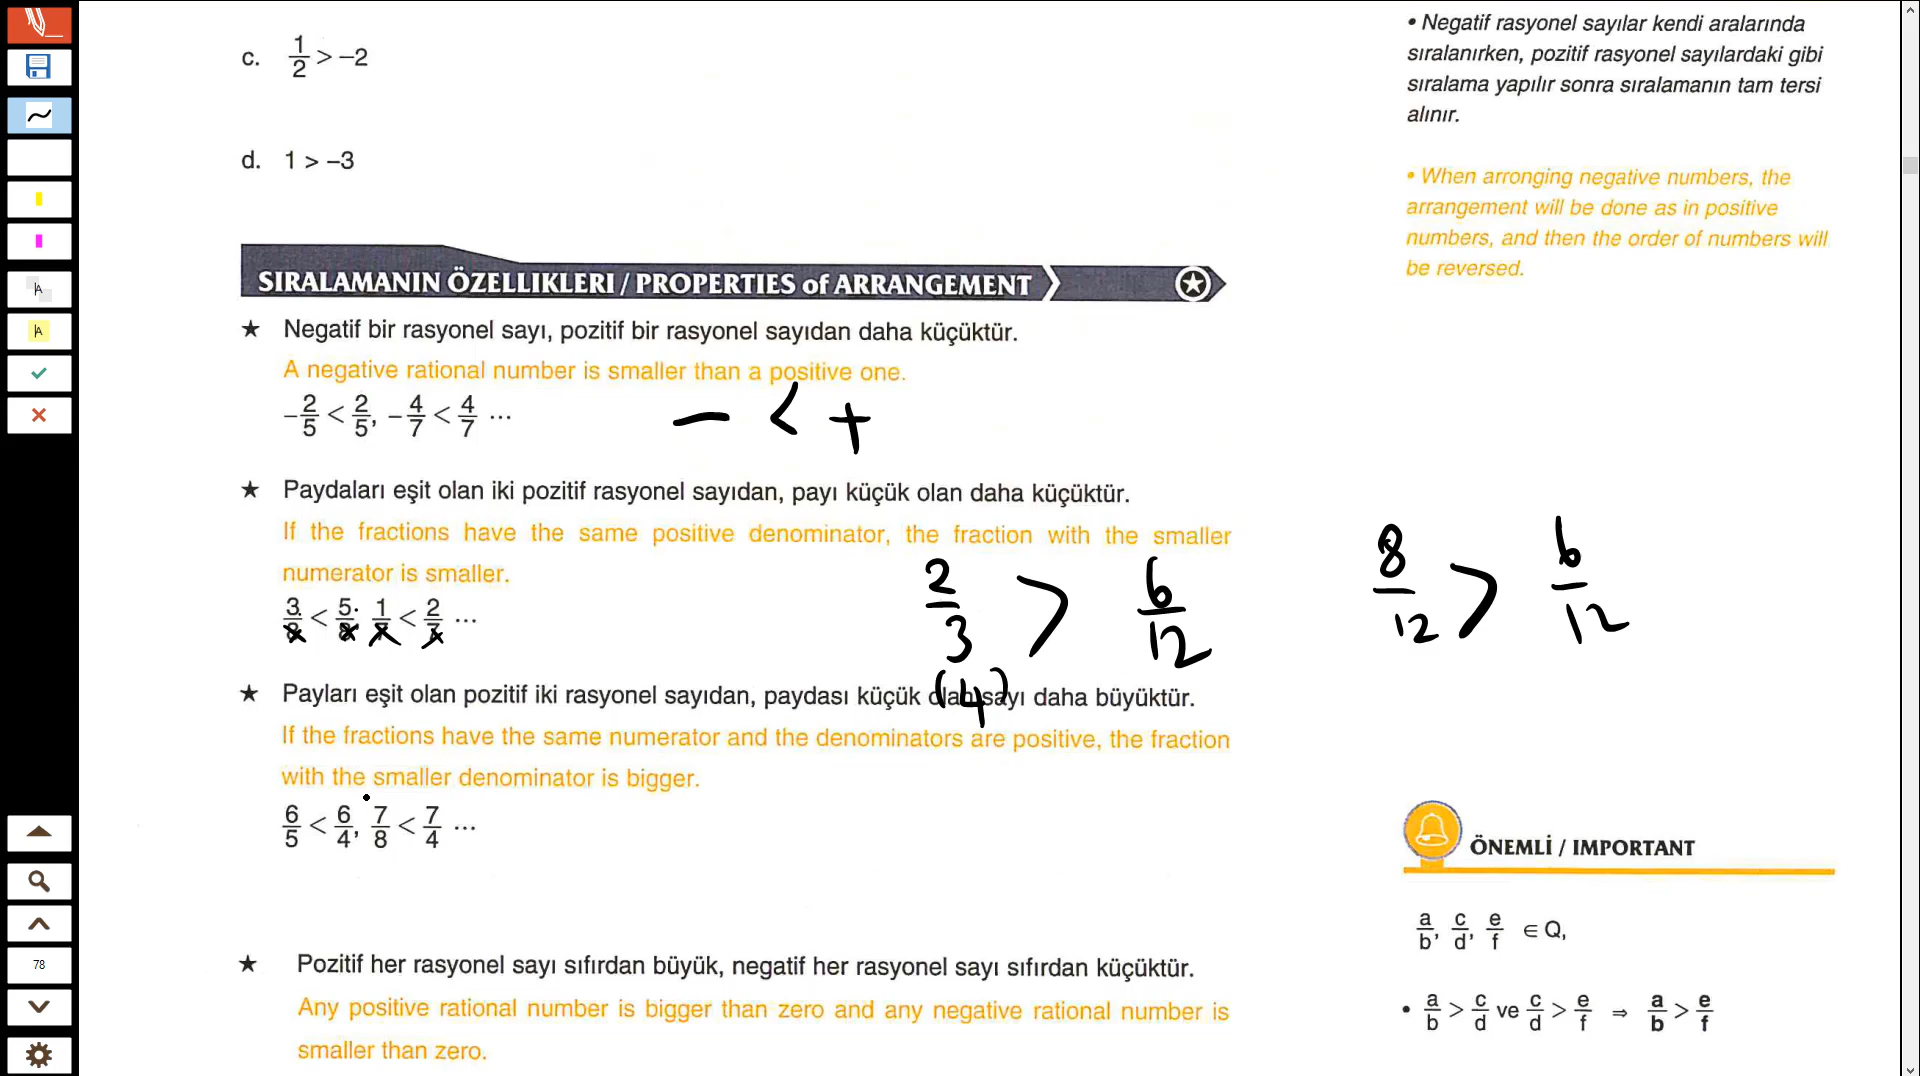 c. 1/2 > –2
d. 1 > –3
SIRALAMANIN ÖZELLIKLERI / PROPERTIES of ARRANGEMENT
★ Negatif bir rasyonel sayı, pozitif bir rasyonel sayıdan daha küçüktür.
A negative rational number is smaller than a positive one.
–2/5 < 2/5, –4/7 < 4/7 ...
– < +
★ Paydaları eşit olan iki pozitif rasyonel sayıdan, payı küçük olan daha küçüktür.
If the fractions have the same positive denominator, the fraction with the smaller
numerator is smaller.
3/8 < 5/8, 1/7 < 2/7 ...
2/3 > 6/12
(4)
8/12 > 6/12
★ Payları eşit olan pozitif iki rasyonel sayıdan, paydası küçük olan sayı daha büyüktür.
If the fractions have the same numerator and the denominators are positive, the fraction
with the smaller denominator is bigger.
6/5 < 6/4, 7/8 < 7/4 ...
★ Pozitif her rasyonel sayı sıfırdan büyük, negatif her rasyonel sayı sıfırdan küçüktür.
Any positive rational number is bigger than zero and any negative rational number is
smaller than zero.
• Negatif rasyonel sayılar kendi aralarında
sıralanırken, pozitif rasyonel sayılardaki gibi
sıralama yapılır sonra sıralamanın tam tersi
alınır.
• When arronging negative numbers, the
arrangement will be done as in positive
numbers, and then the order of numbers will
be reversed.
ÖNEMLİ / IMPORTANT
a/b, c/d, e/f ∈ Q,
• a/b > c/d ve c/d > e/f ⇒ a/b > e/f
A
A
78